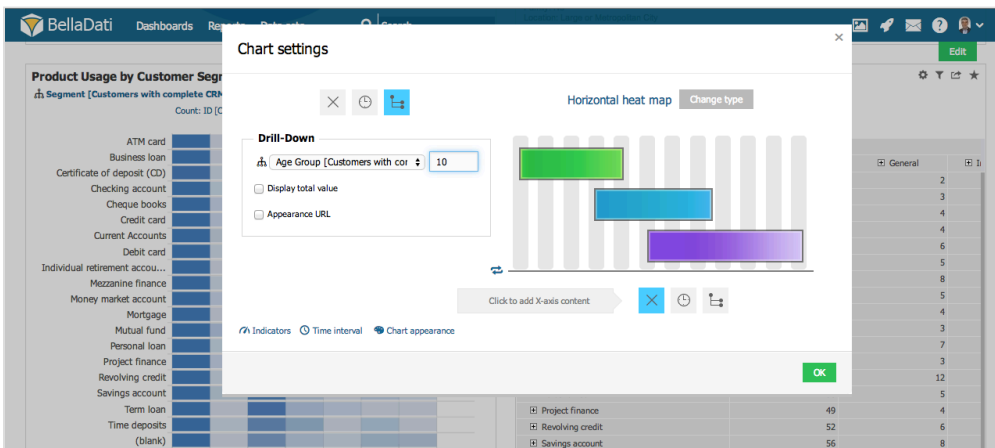 BellaDati
Dashboards
Search
Edit
Product Usage by Customer Segr
Segment [Customers with complete CRM
Count: ID [C
ATM card
Business loan
Certificate of deposit (CD)
Checking account
Cheque books
Credit card
Current Accounts
Debit card
Individual retirement accou...
Mezzanine finance
Money market account
Mortgage
Mutual fund
Personal loan
Project finance
Revolving credit
Savings account
Term loan
Time deposits
(blank)
Chart settings
×
Horizontal heat map
Change type
Drill-Down
Age Group [Customers with cor
10
Display total value
Appearance URL
Click to add X-axis content
Indicators
Time interval
Chart appearance
OK
General
2
3
4
4
6
5
8
5
4
3
7
3
12
5
Project finance 49 4
Revolving credit 52 6
Savings account 56 8